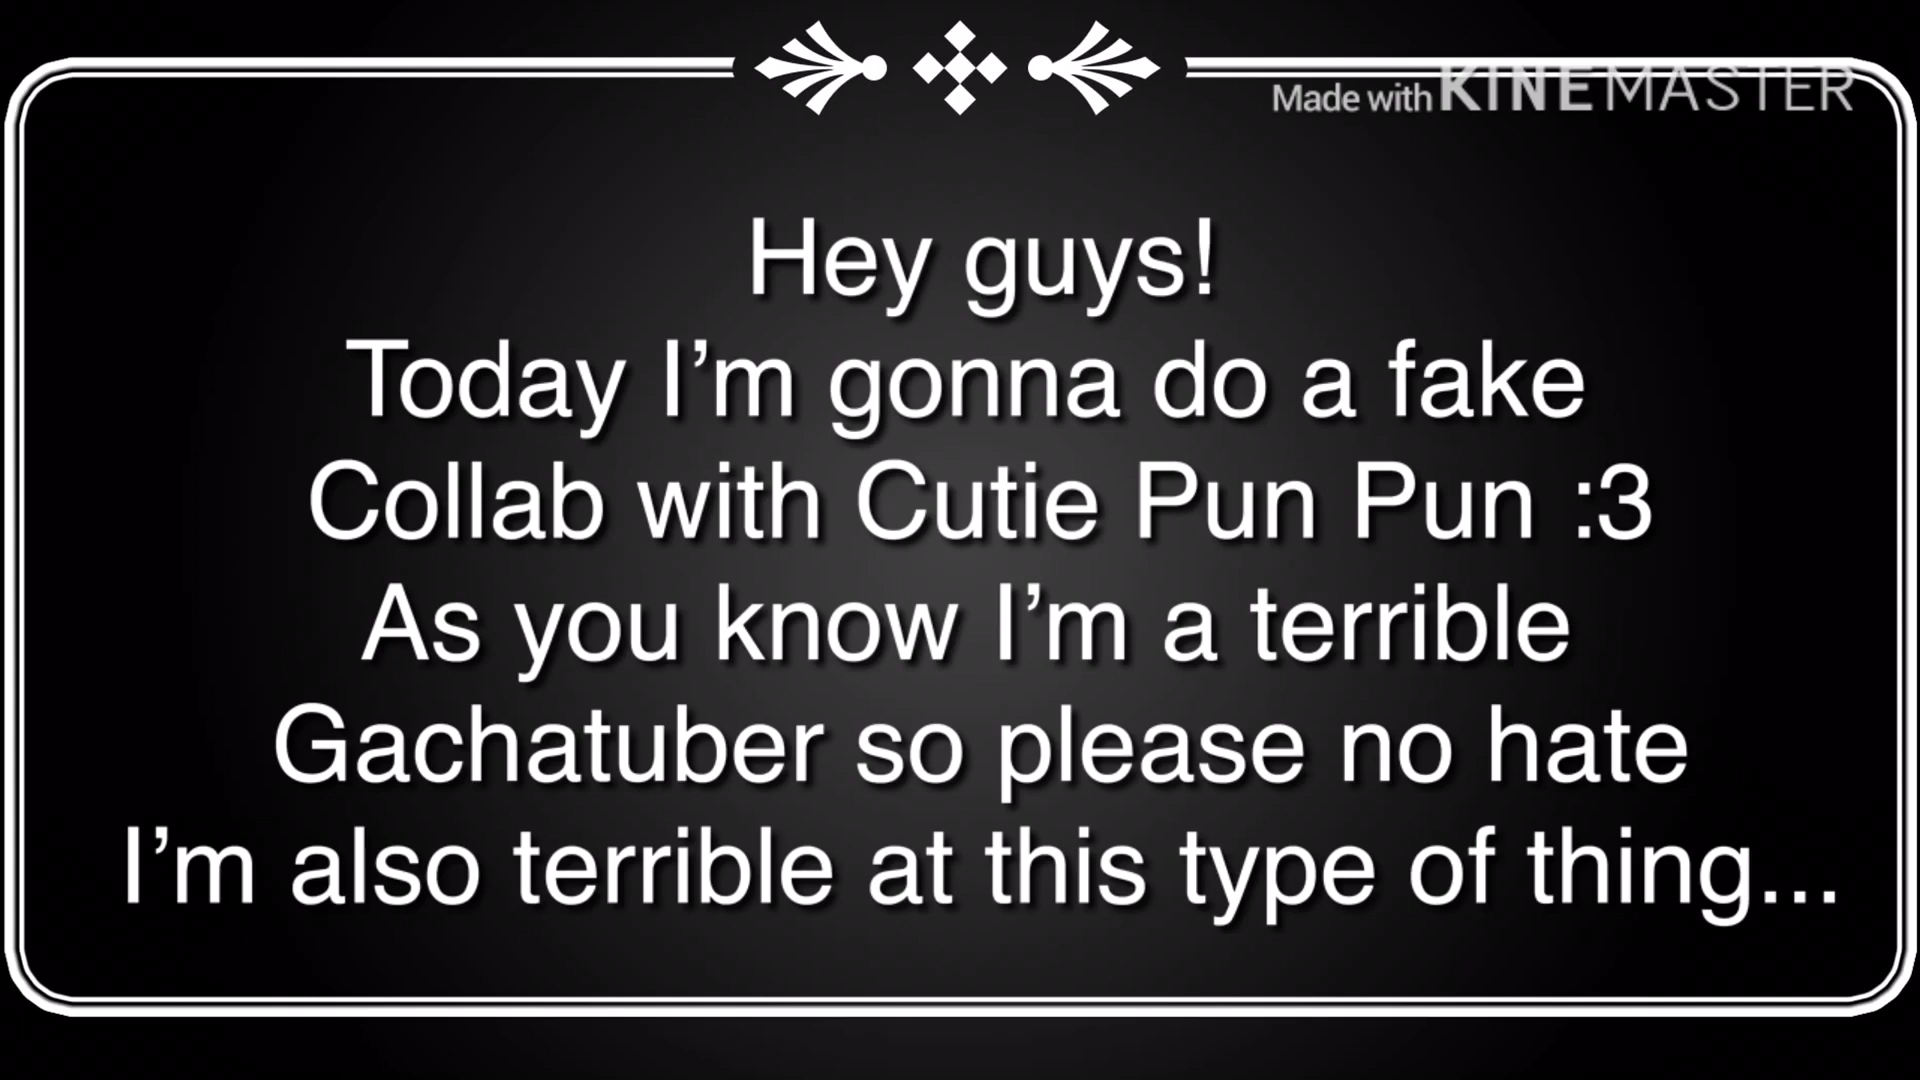 Made with KINEMASTER
Hey guys!
Today I’m gonna do a fake
Collab with Cutie Pun Pun :3
As you know I’m a terrible
Gachatuber so please no hate
I’m also terrible at this type of thing...